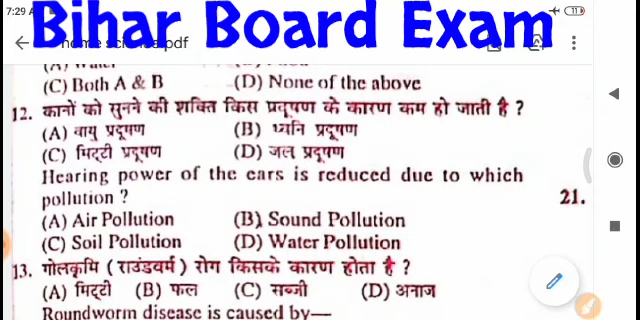 7:29
Bihar Board Exam
(C) Both A & B (D) None of the above
12. कानों को सुनने की शक्ति किस प्रदूषण के कारण कम हो जाती है ?
(A) वायु प्रदूषण (B) ध्वनि प्रदूषण
(C) मिट्टी प्रदूषण (D) जल प्रदूषण
Hearing power of the ears is reduced due to which
pollution ?
21.
(A) Air Pollution (B) Sound Pollution
(C) Soil Pollution (D) Water Pollution
13. गोलकृमि ( राउंडवर्म ) रोग किसके कारण होता है ?
(A) मिट्टी (B) फल (C) सब्जी (D) अनाज
Roundworm disease is caused by—